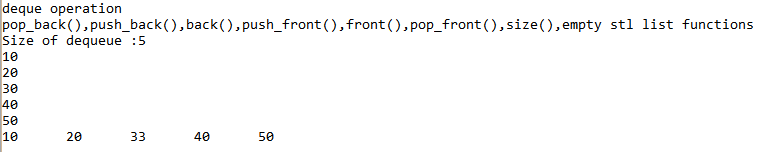 deque operation
pop_back(),push_back(),back(),push_front(),front(),pop_front(),size(),empty stl list functions
Size of dequeue :5
10
20
30
40
50
10 20 33 40 50